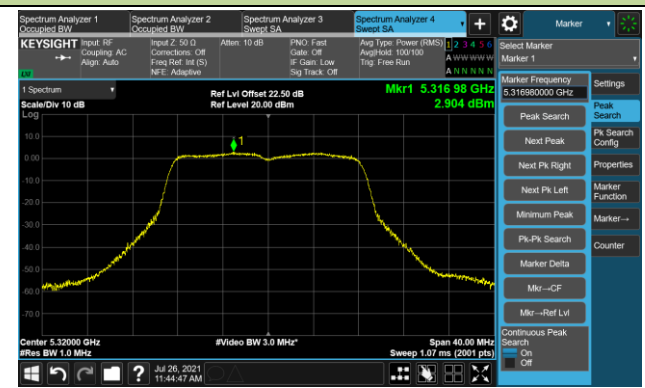 Spectrum Analyzer 1
Occupied BW
Spectrum Analyzer 2
Occupied BW
Spectrum Analyzer 3
Swept SA
Spectrum Analyzer 4
Swept SA
Marker
KEYSIGHT
Input: RF
Coupling: AC
Align: Auto
Input Z: 50 Ω
Corrections: Off
Freq Ref: Int (S)
NFE: Adaptive
Atten: 10 dB
PNO: Fast
Gate: Off
IF Gain: Low
Sig Track: Off
Avg Type: Power (RMS)
Avg|Hold: 100/100
Trig: Free Run
1 2 3 4 5 6
A W W W W W
A N N N N N
Select Marker
Marker 1
1 Spectrum
Scale/Div 10 dB
Log
Ref Lvl Offset 22.50 dB
Ref Level 20.00 dBm
Mkr1 5.316 98 GHz
2.904 dBm
10.0
0.00
-10.0
-20.0
-30.0
-40.0
-50.0
-60.0
-70.0
1
Center 5.32000 GHz
#Res BW 1.0 MHz
#Video BW 3.0 MHz*
Span 40.00 MHz
Sweep 1.07 ms (2001 pts)
Marker Frequency
5.316980000 GHz
Peak Search
Next Peak
Next Pk Right
Next Pk Left
Minimum Peak
Pk-Pk Search
Marker Delta
Mkr→CF
Mkr→Ref Lvl
Continuous Peak
Search
On
Off
Settings
Peak
Search
Pk Search
Config
Properties
Marker
Function
Marker→
Counter
Jul 26, 2021
11:44:47 AM